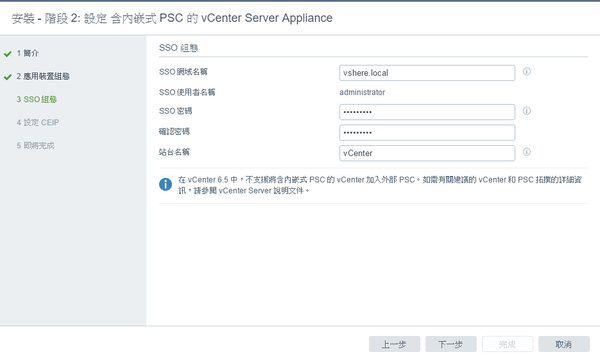 安裝 - 階段 2: 設定 含內嵌式 PSC 的 vCenter Server Appliance
1 簡介
2 應用裝置組態
3 SSO 組態
4 設定 CEIP
5 即將完成
SSO 組態
SSO 網域名稱
vshere.local
SSO 使用者名稱
administrator
SSO 密碼
•••••••••
確認密碼
•••••••••
站台名稱
vCenter
在 vCenter 6.5 中，不支援將含內嵌式 PSC 的 vCenter 加入外部 PSC。如需有關建議的 vCenter 和 PSC 拓撲的詳細資
訊，請參閱 vCenter Server 說明文件。
上一步
下一步
完成
取消